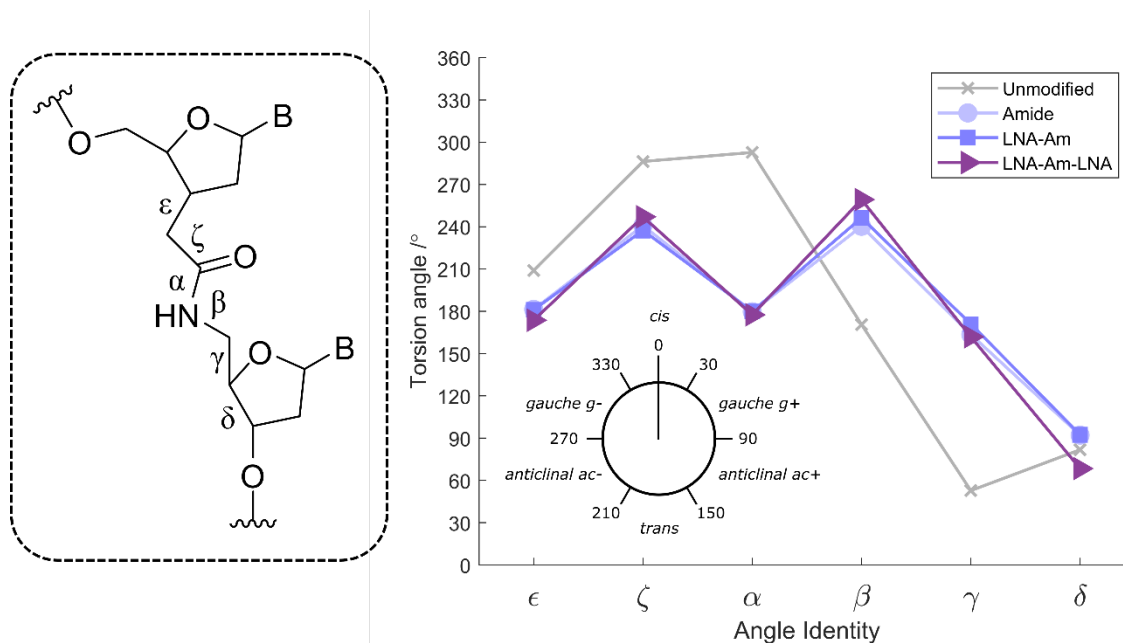 O
B
O
ε
ζ
O
α
HN
β
γ
O
B
δ
O
Torsion angle /°
360
330
300
270
240
210
180
150
120
90
60
30
0
Unmodified
Amide
LNA-Am
LNA-Am-LNA
cis
0
330
30
gauche g-
gauche g+
270
90
anticlinal ac-
anticlinal ac+
210
150
trans
ϵ
ζ
α
β
γ
δ
Angle Identity